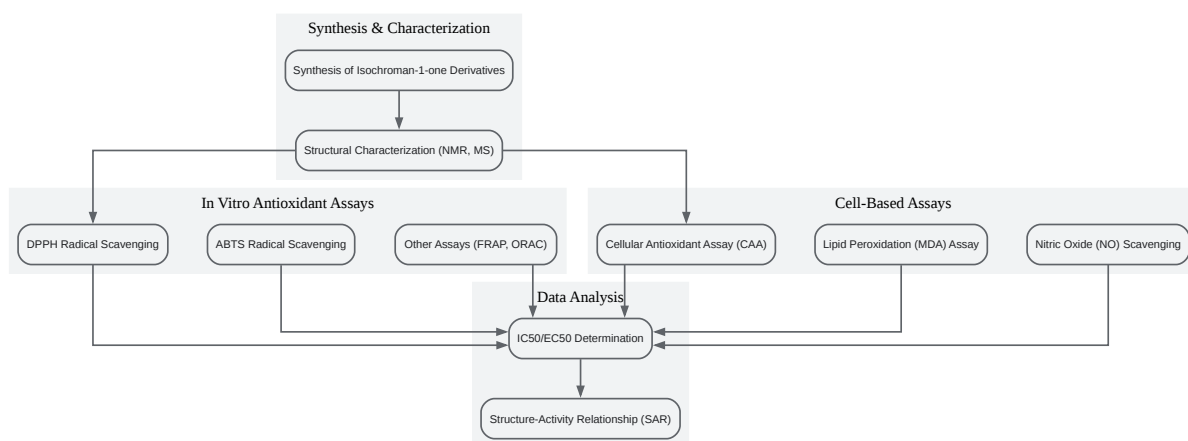 Synthesis & Characterization
Synthesis of Isochroman-1-one Derivatives
Structural Characterization (NMR, MS)
In Vitro Antioxidant Assays
DPPH Radical Scavenging
ABTS Radical Scavenging
Other Assays (FRAP, ORAC)
Cell-Based Assays
Cellular Antioxidant Assay (CAA)
Lipid Peroxidation (MDA) Assay
Nitric Oxide (NO) Scavenging
Data Analysis
IC50/EC50 Determination
Structure-Activity Relationship (SAR)